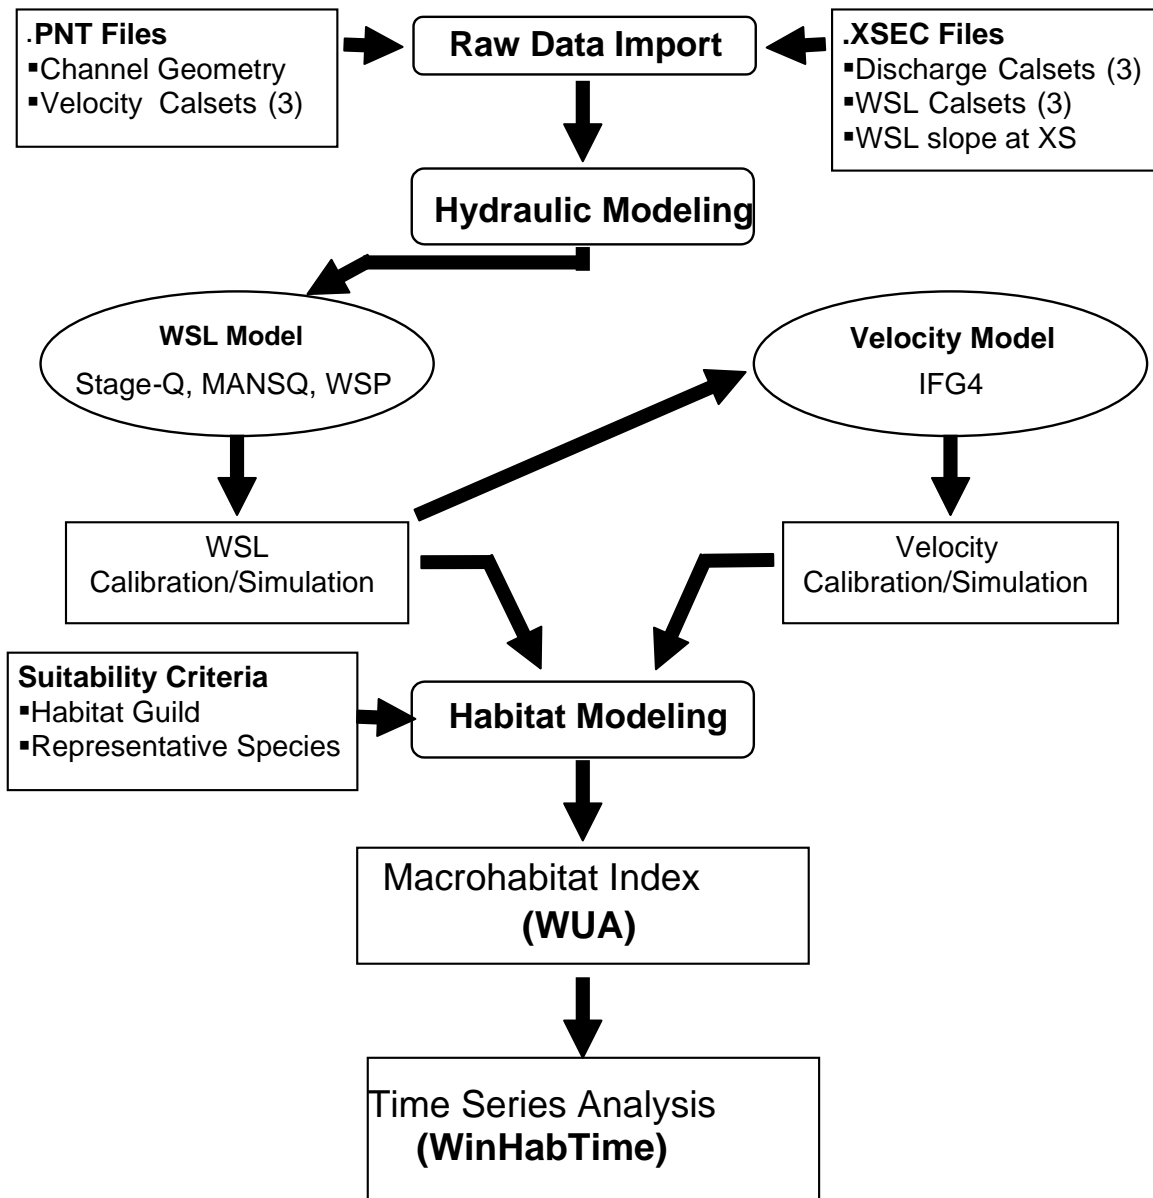 .PNT Files
▪Channel Geometry
▪Velocity Calsets (3)
Raw Data Import
.XSEC Files
▪Discharge Calsets (3)
▪WSL Calsets (3)
▪WSL slope at XS
Hydraulic Modeling
WSL Model
Stage-Q, MANSQ, WSP
Velocity Model
IFG4
WSL
Calibration/Simulation
Velocity
Calibration/Simulation
Suitability Criteria
▪Habitat Guild
▪Representative Species
Habitat Modeling
Macrohabitat Index
(WUA)
Time Series Analysis
(WinHabTime)